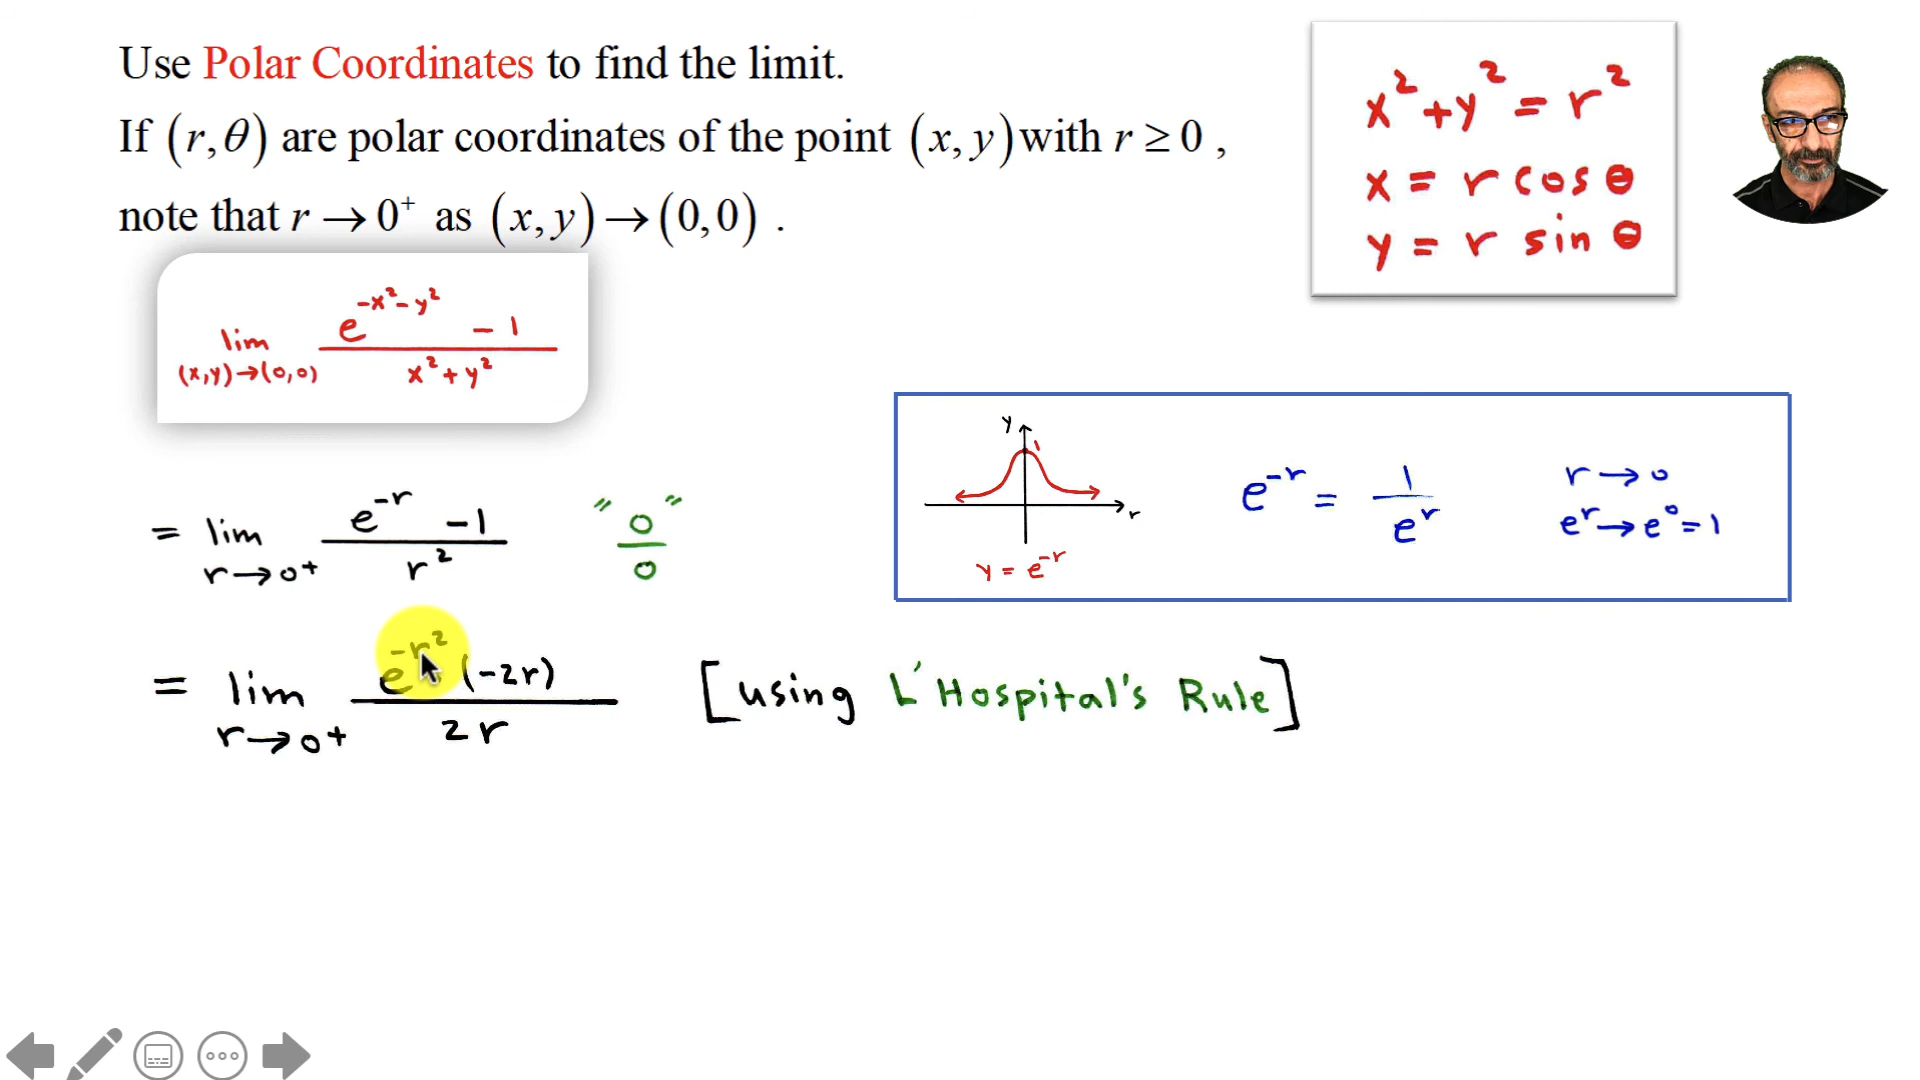 Use Polar Coordinates to find the limit.
If (r, θ) are polar coordinates of the point (x, y) with r ≥ 0 ,
note that r → 0⁺ as (x, y) → (0, 0) .
x² + y² = r²
x = r cos θ
y = r sin θ
lim (x,y)→(0,0) (e^(-x²-y²) - 1) / (x² + y²)
= lim r→0⁺ (e^(-r) - 1) / r² " 0/0 "
y
1
r
y = e^(-r)
e^(-r) = 1/e^r
r → 0
e^r → e⁰ = 1
= lim r→0⁺ (e^(-r²) (-2r)) / 2r [using L'Hospital's Rule]